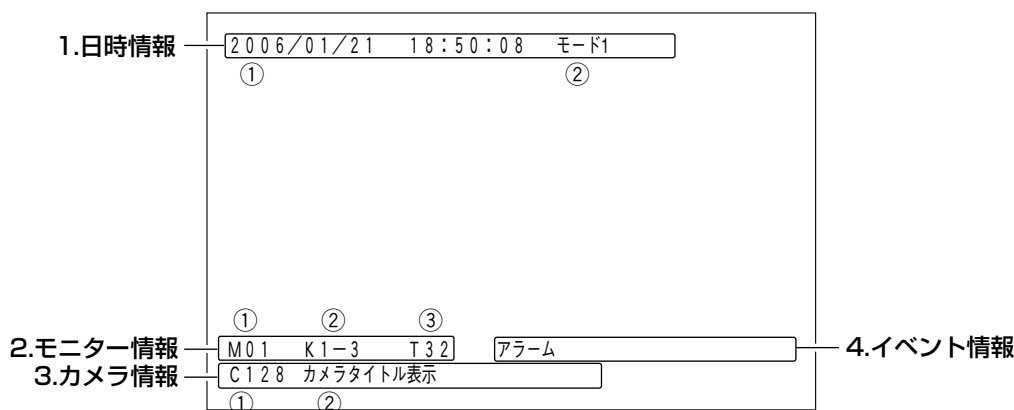 1.日時情報
2006/01/21 18:50:08 モード1
① ②
① ② ③
2.モニター情報
M01 K1−3 T32
アラーム
4.イベント情報
3.カメラ情報
C128 カメラタイトル表示
① ②